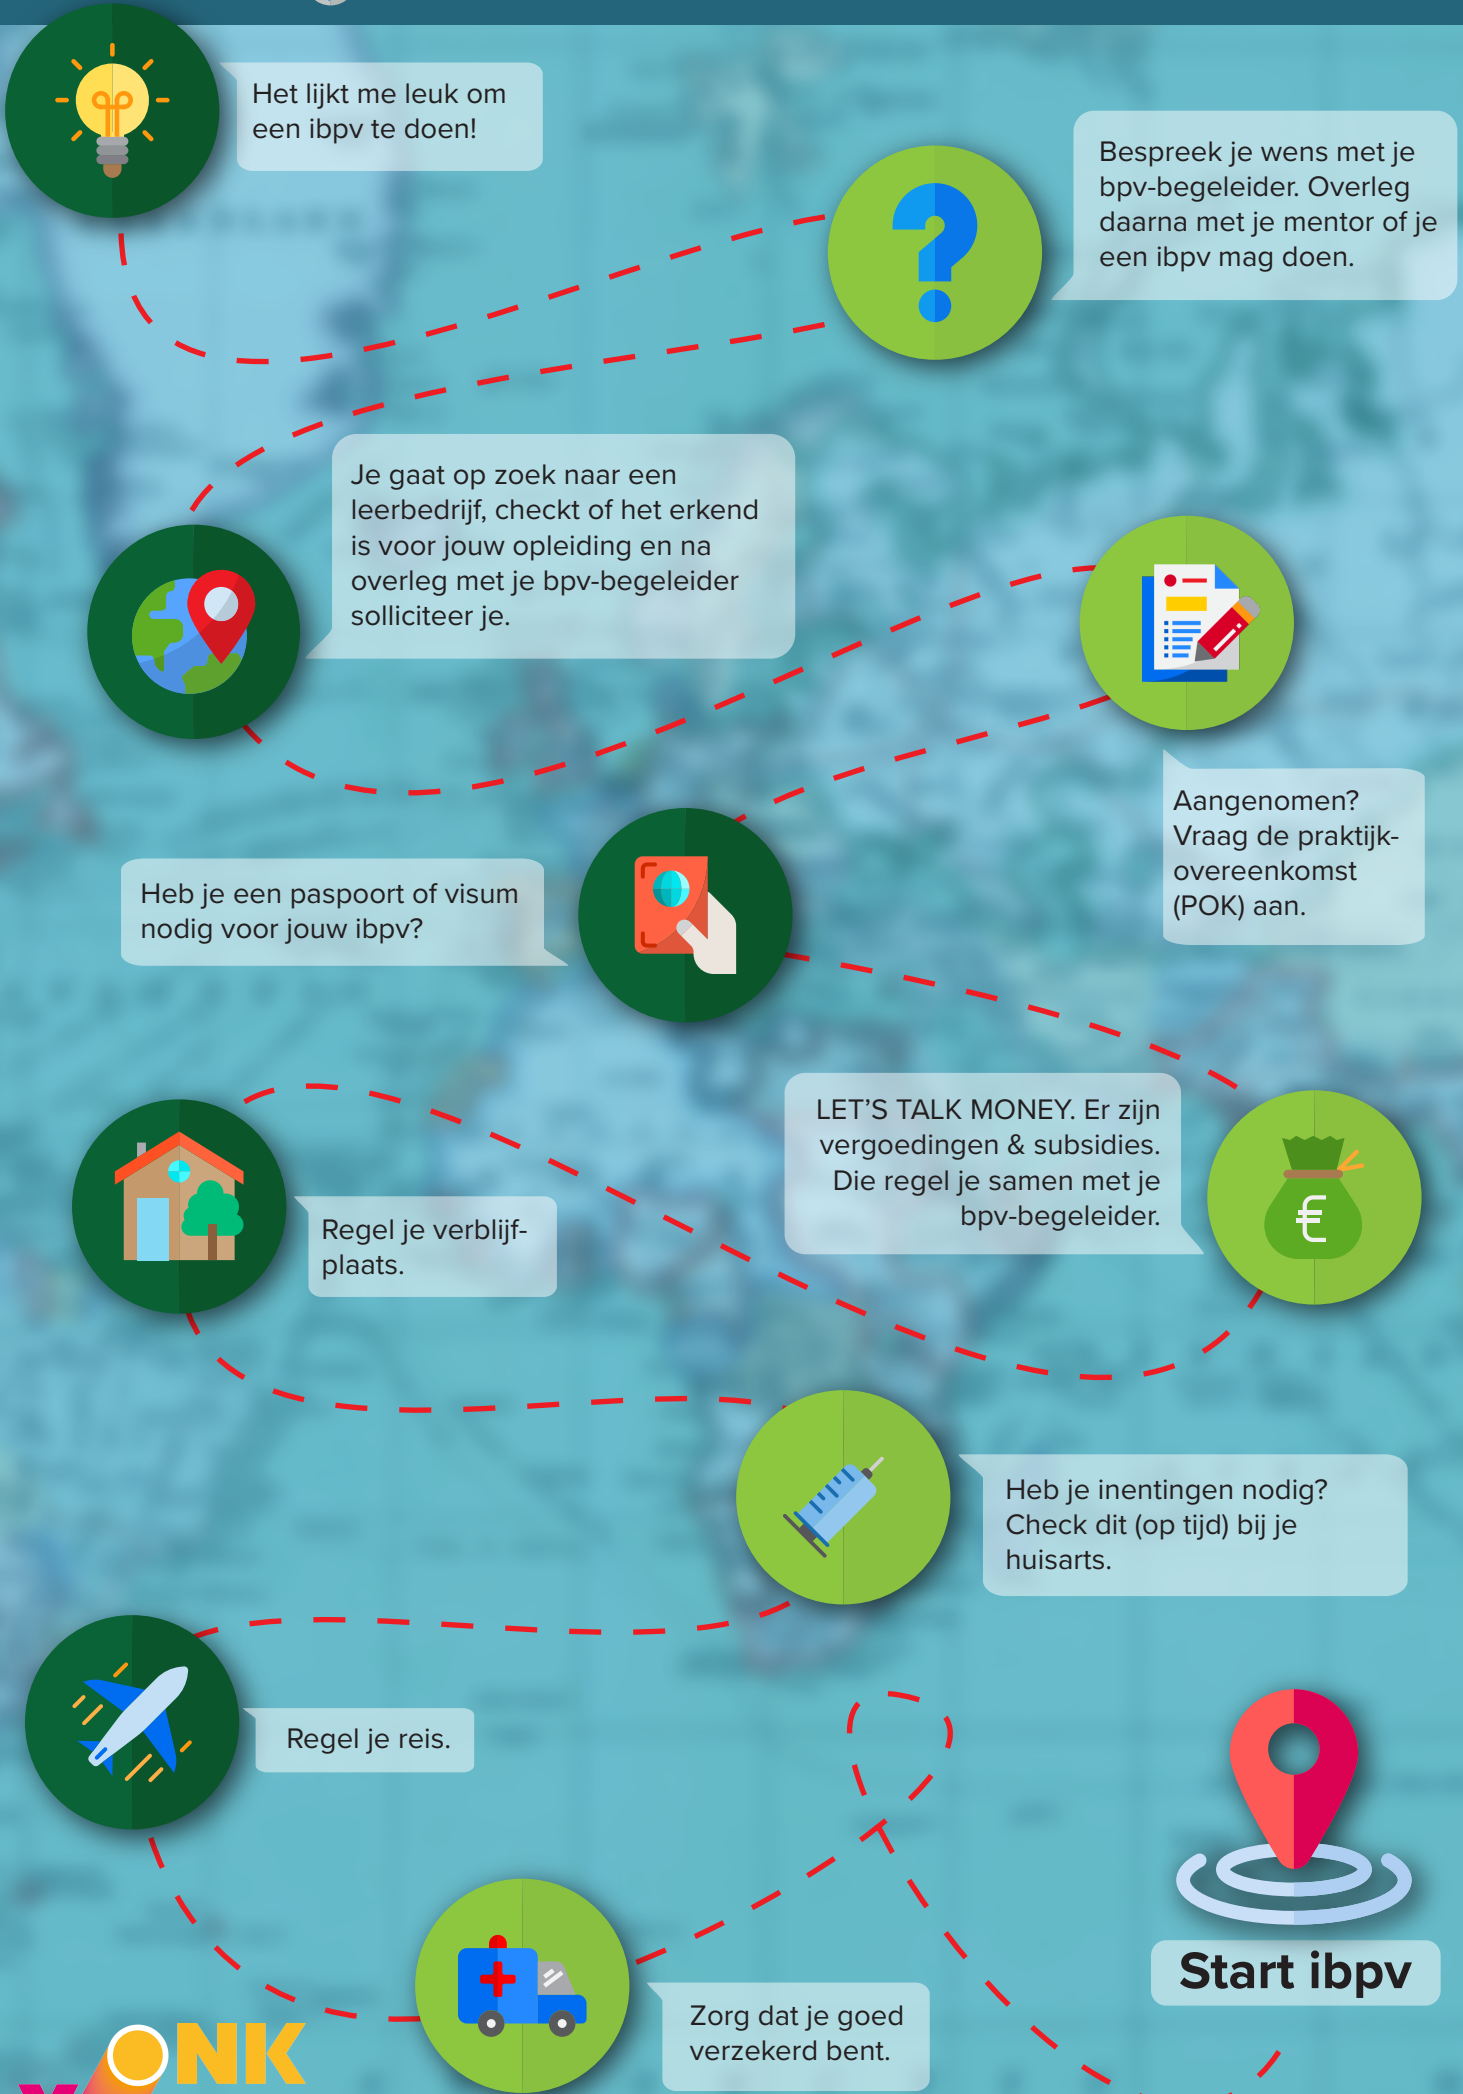 Het lijkt me leuk om
een ibpv te doen!
Bespreek je wens met je
bpv-begeleider. Overleg
daarna met je mentor of je
een ibpv mag doen.
Je gaat op zoek naar een
leerbedrijf, checkt of het erkend
is voor jouw opleiding en na
overleg met je bpv-begeleider
solliciteer je.
Aangenomen?
Vraag de praktijk-
overeenkomst
(POK) aan.
Heb je een paspoort of visum
nodig voor jouw ibpv?
LET'S TALK MONEY. Er zijn
vergoedingen & subsidies.
Die regel je samen met je
bpv-begeleider.
€
Regel je verblijf-
plaats.
Heb je inentingen nodig?
Check dit (op tijd) bij je
huisarts.
Regel je reis.
Start ibpv
Zorg dat je goed
verzekerd bent.
ONK